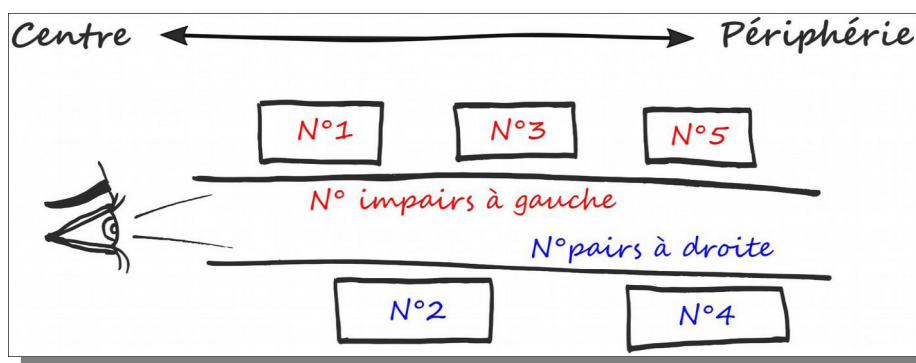 Centre Périphérie
N°1 N°3 N°5
N° impairs à gauche
N°pairs à droite
N°2 N°4